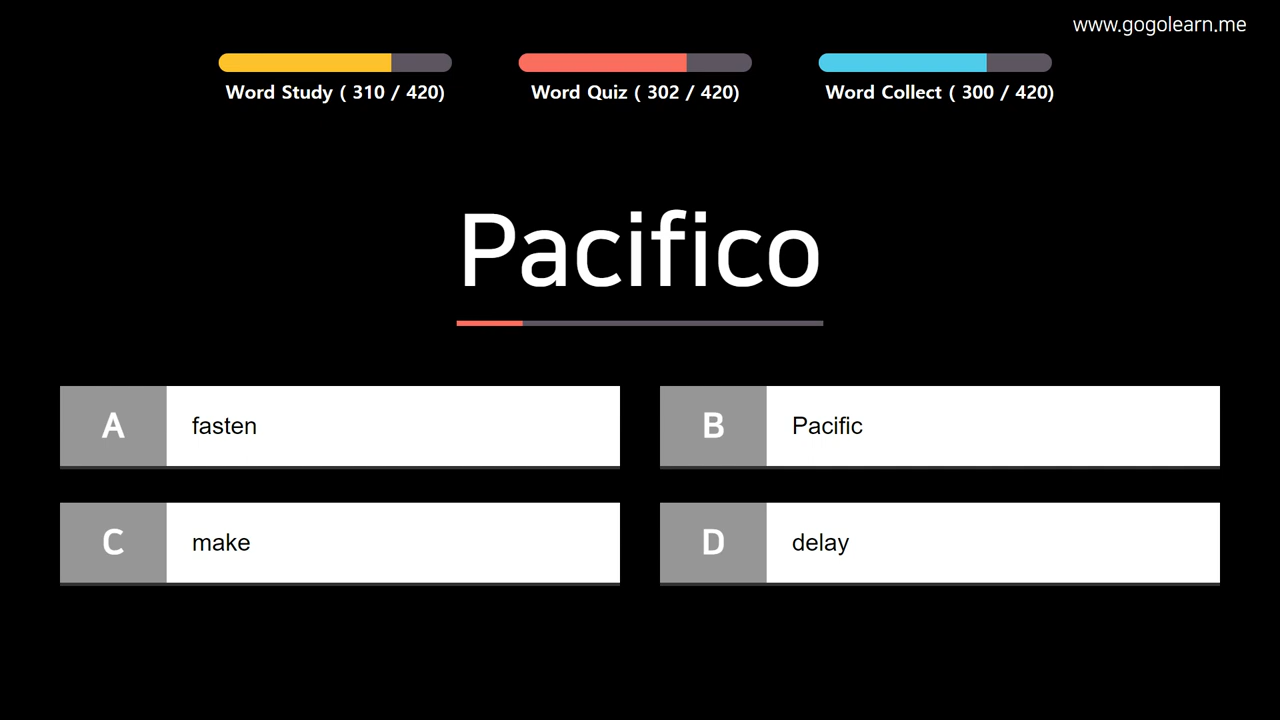 www.gogolearn.me
Word Study ( 310 / 420)
Word Quiz ( 302 / 420)
Word Collect ( 300 / 420)
Pacifico
A fasten
B Pacific
C make
D delay